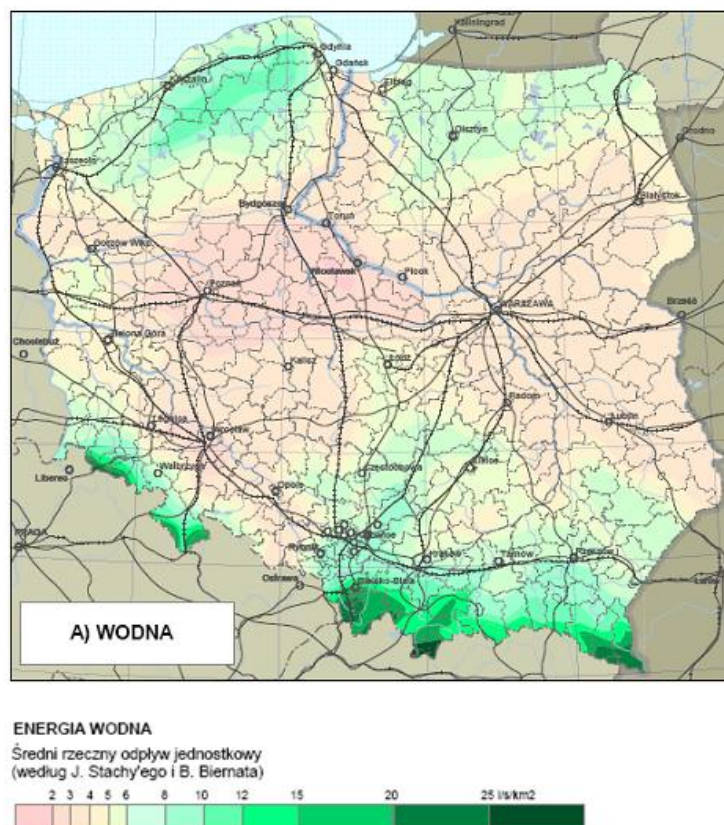 Kaliningrad
Gdynia
Gdańsk
Koszalin
Elbląg
Olsztyn
Grodno
Szczecin
Białystok
Bydgoszcz
Toruń
Gorzów Wlkp.
Włocławek
Płock
Poznań
WARSZAWA
Brześć
Chociebuż
Zielona Góra
Kalisz
Łódź
Radom
Legnica
Lublin
Wrocław
Liberec
Wałbrzych
Częstochowa
Kielce
Opole
PRAGA
Katowice
Rybnik
Kraków
Tarnów
Rzeszów
Ostrawa
Bielsko-Biała
A) WODNA
ENERGIA WODNA
Średni rzeczny odpływ jednostkowy
(według J. Stachy'ego i B. Biernata)
2 3 4 5 6 8 10 12 15 20 25 l/s/km2